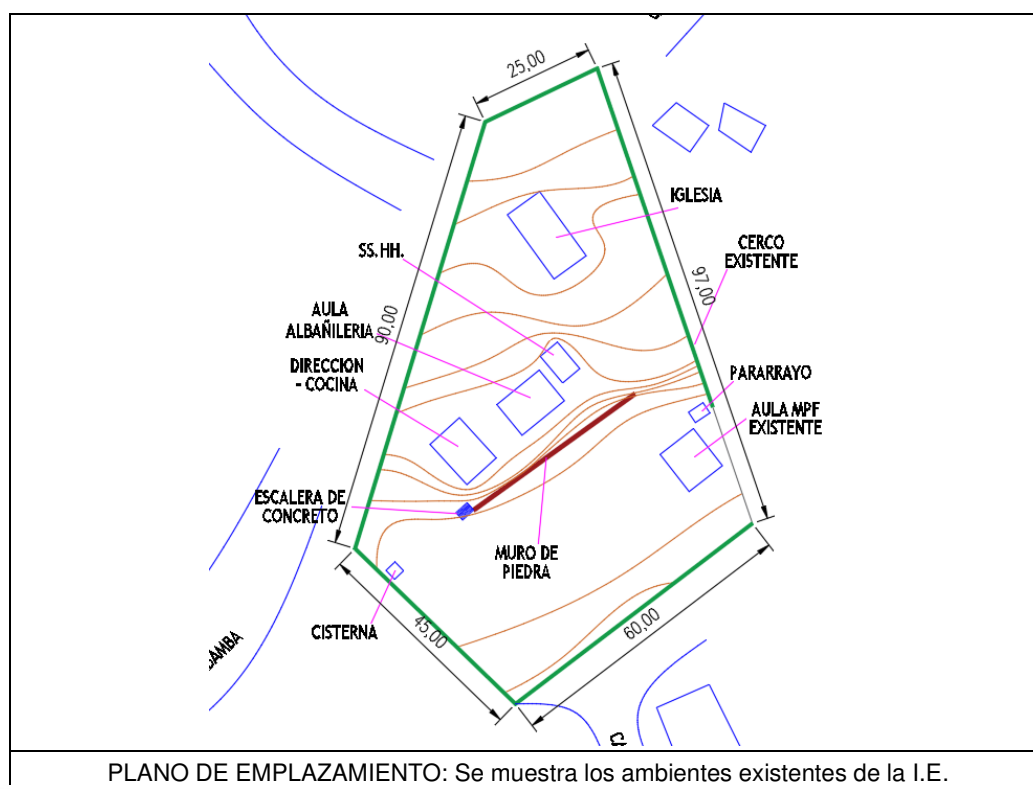 25,00
IGLESIA
SS. HH.
CERCO
EXISTENTE
97,00
AULA
ALBAÑILERIA
90,00
DIRECCION
- COCINA
PARARRAYO
AULA MPF
EXISTENTE
ESCALERA DE
CONCRETO
MURO DE
PIEDRA
CISTERNA
45,00
60,00
BAMBA
PLANO DE EMPLAZAMIENTO: Se muestra los ambientes existentes de la I.E.